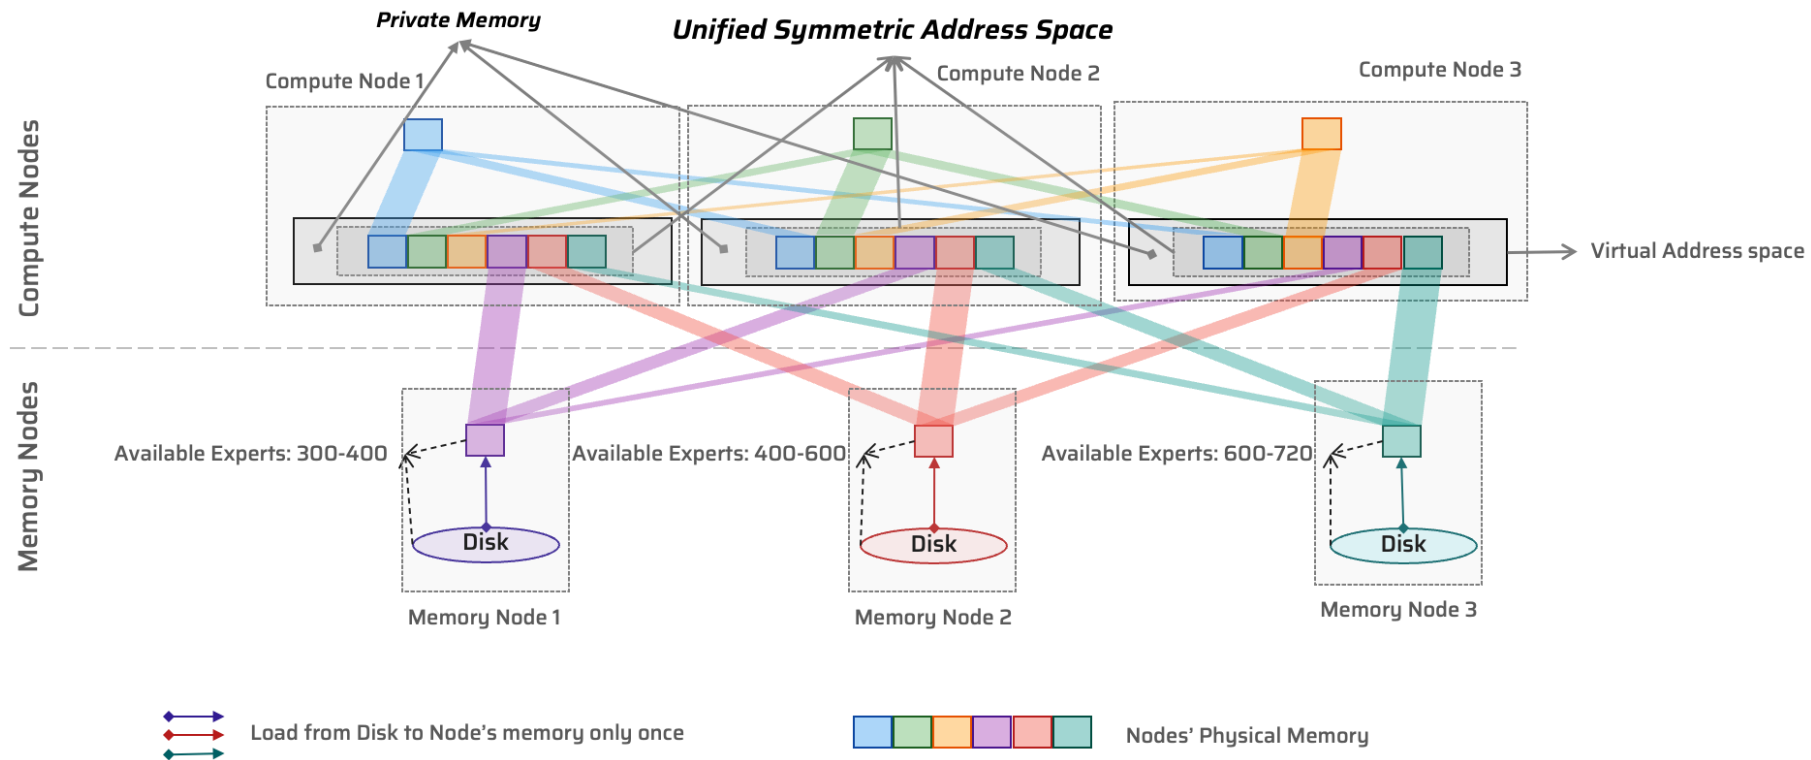 Private Memory
Unified Symmetric Address Space
Compute Node 1
Compute Node 2
Compute Node 3
Compute Nodes
Virtual Address space
Memory Nodes
Available Experts: 300-400
Available Experts: 400-600
Available Experts: 600-720
Disk
Disk
Disk
Memory Node 1
Memory Node 2
Memory Node 3
Load from Disk to Node's memory only once
Nodes' Physical Memory